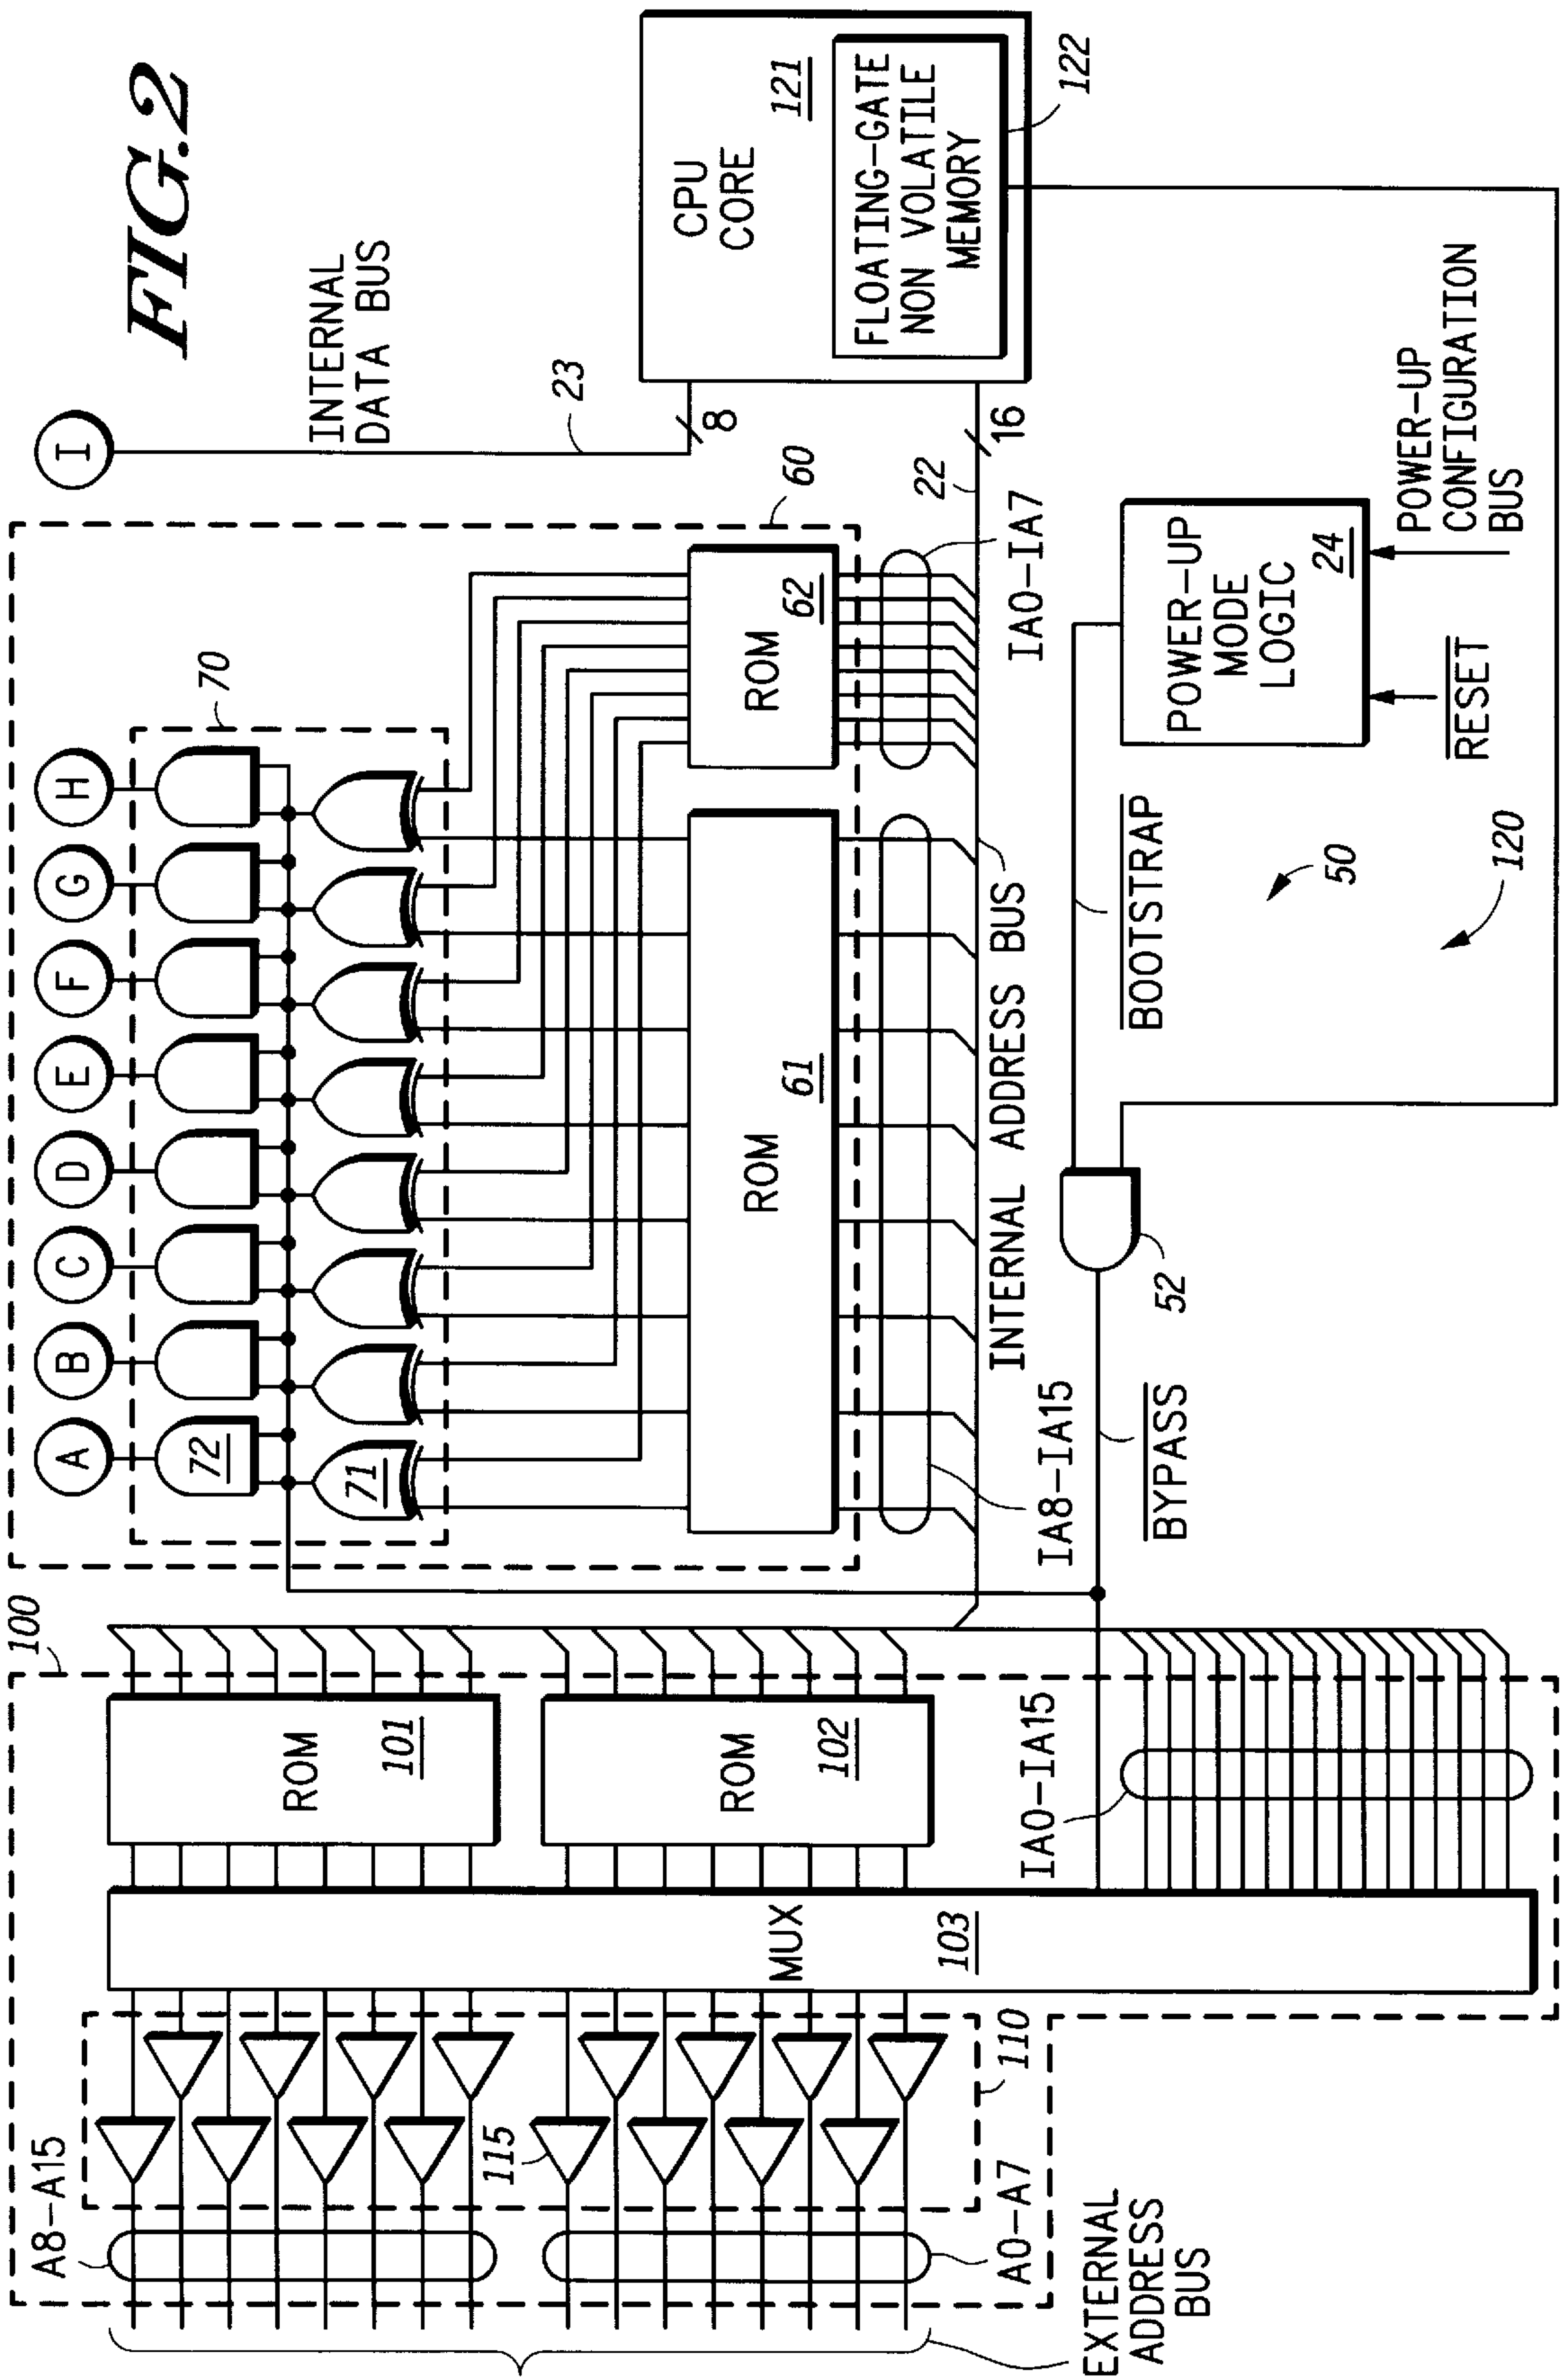 FIG.2
I
INTERNAL
DATA BUS
23
8
CPU
CORE
121
FLOATING-GATE
NON VOLATILE
MEMORY
122
16
22
60
70
A
B
C
D
E
F
G
H
72
71
ROM
61
ROM
62
IA0-IA7
IA8-IA15
INTERNAL ADDRESS BUS
POWER-UP
MODE
LOGIC
24
RESET
POWER-UP
CONFIGURATION
BUS
BOOTSTRAP
50
120
52
BYPASS
100
ROM
101
ROM
102
IA0-IA15
MUX
103
110
115
A8-A15
A0-A7
EXTERNAL
ADDRESS
BUS